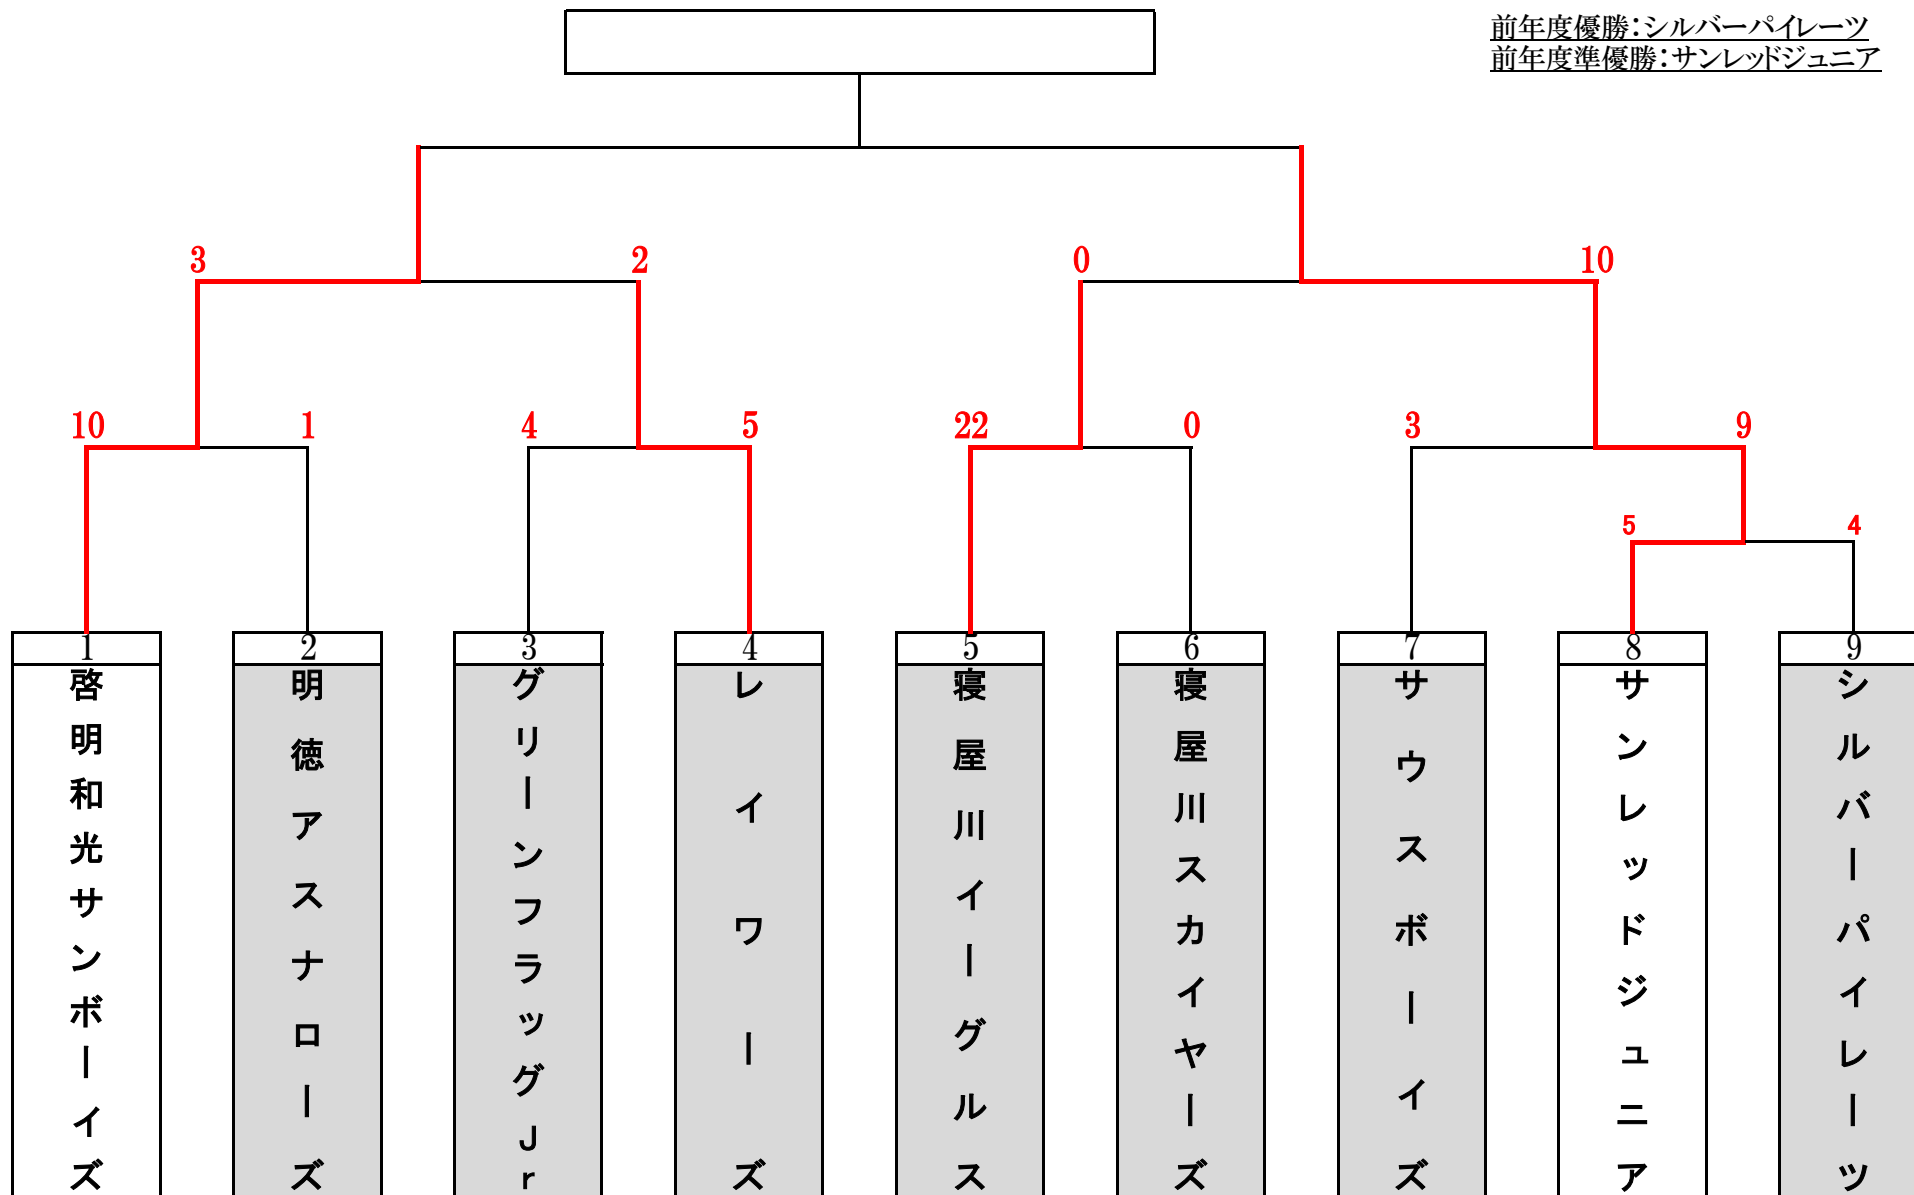 前年度優勝：シルバーパイレーツ
前年度準優勝：サンレッドジュニア
3 2 0 10
10 1 4 5 22 0 3 9
5 4
1 2 3 4 5 6 7 8 9
啓明和光サンボーイズ
明徳アスナローズ
グリーンフラッグJr
レイワーズ
寝屋川イーグルス
寝屋川スカイヤーズ
サウスボーイズ
サンレッドジュニア
シルバーパイレーツ